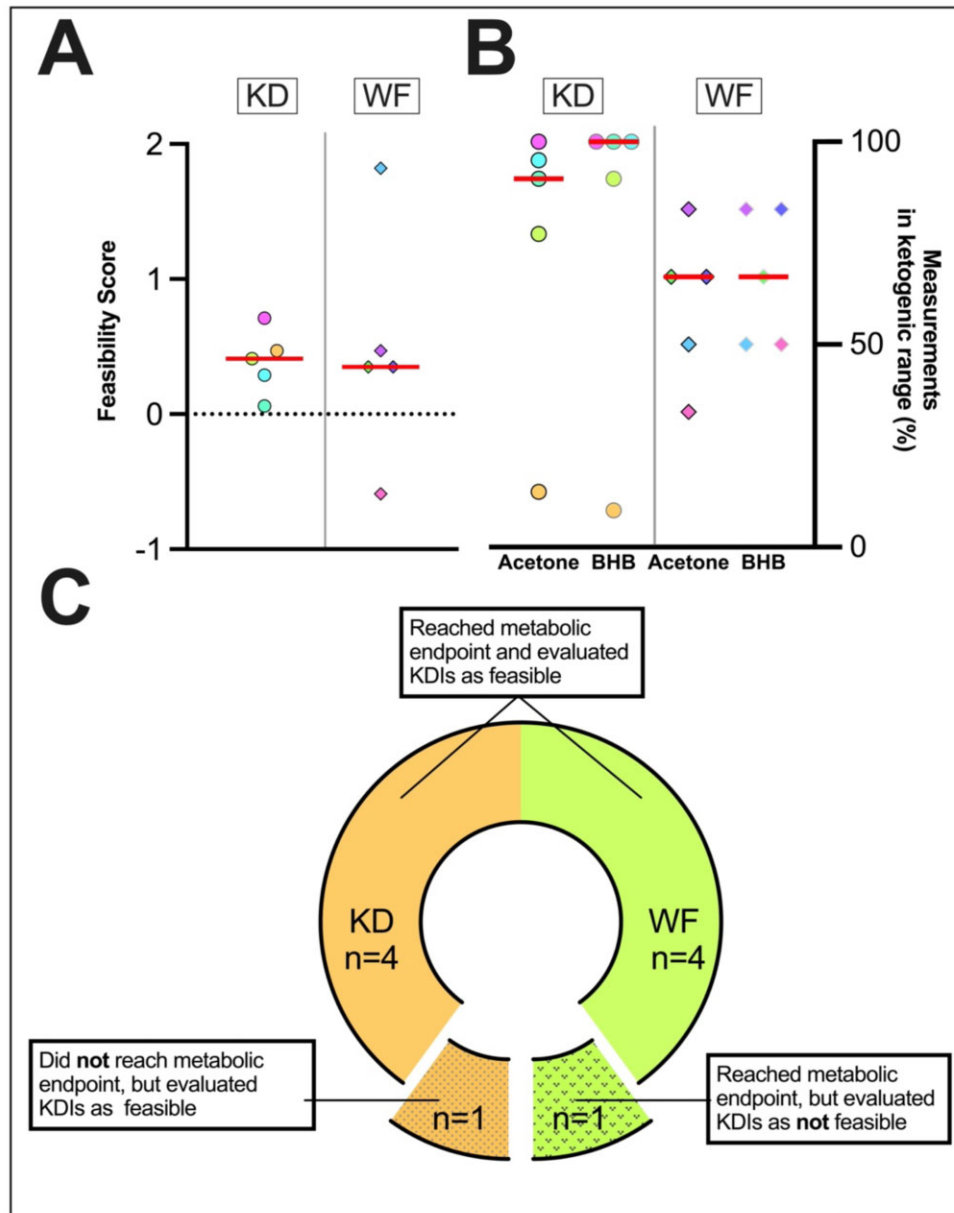 A
B
KD
WF
KD
WF
2
1
0
-1
Feasibility Score
100
50
0
Measurements
in ketogenic range (%)
Acetone BHB Acetone BHB
C
Reached metabolic
endpoint and evaluated
KDIs as feasible
KD
n=4
WF
n=4
Did not reach metabolic
endpoint, but evaluated
KDIs as feasible
n=1
n=1
Reached metabolic
endpoint, but evaluated
KDIs as not feasible